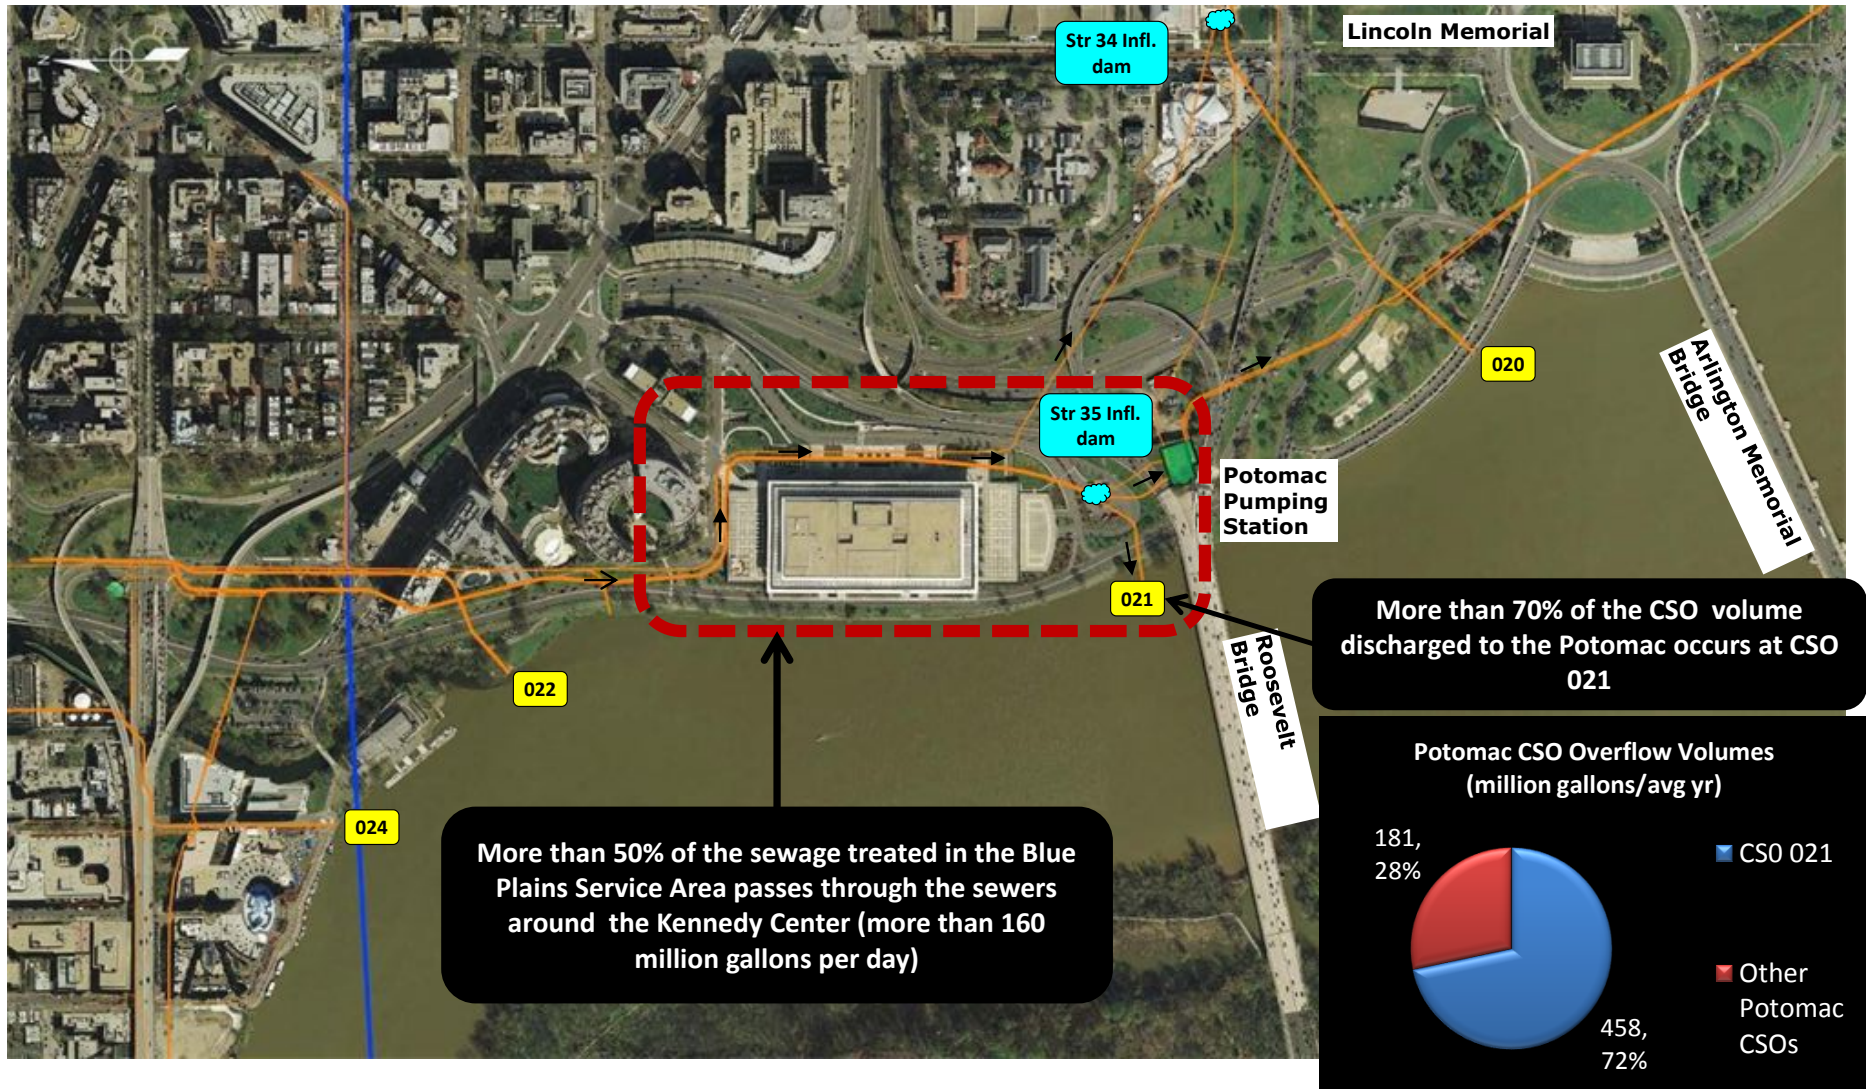 Str 34 Infl.
dam
Lincoln Memorial
N
020
Arlington Memorial
Bridge
Str 35 Infl.
dam
Potomac
Pumping
Station
021
More than 70% of the CSO volume
discharged to the Potomac occurs at CSO
021
022
Roosevelt
Bridge
024
More than 50% of the sewage treated in the Blue
Plains Service Area passes through the sewers
around the Kennedy Center (more than 160
million gallons per day)
Potomac CSO Overflow Volumes
(million gallons/avg yr)
181,
28%
CS0 021
Other
Potomac
CSOs
458,
72%